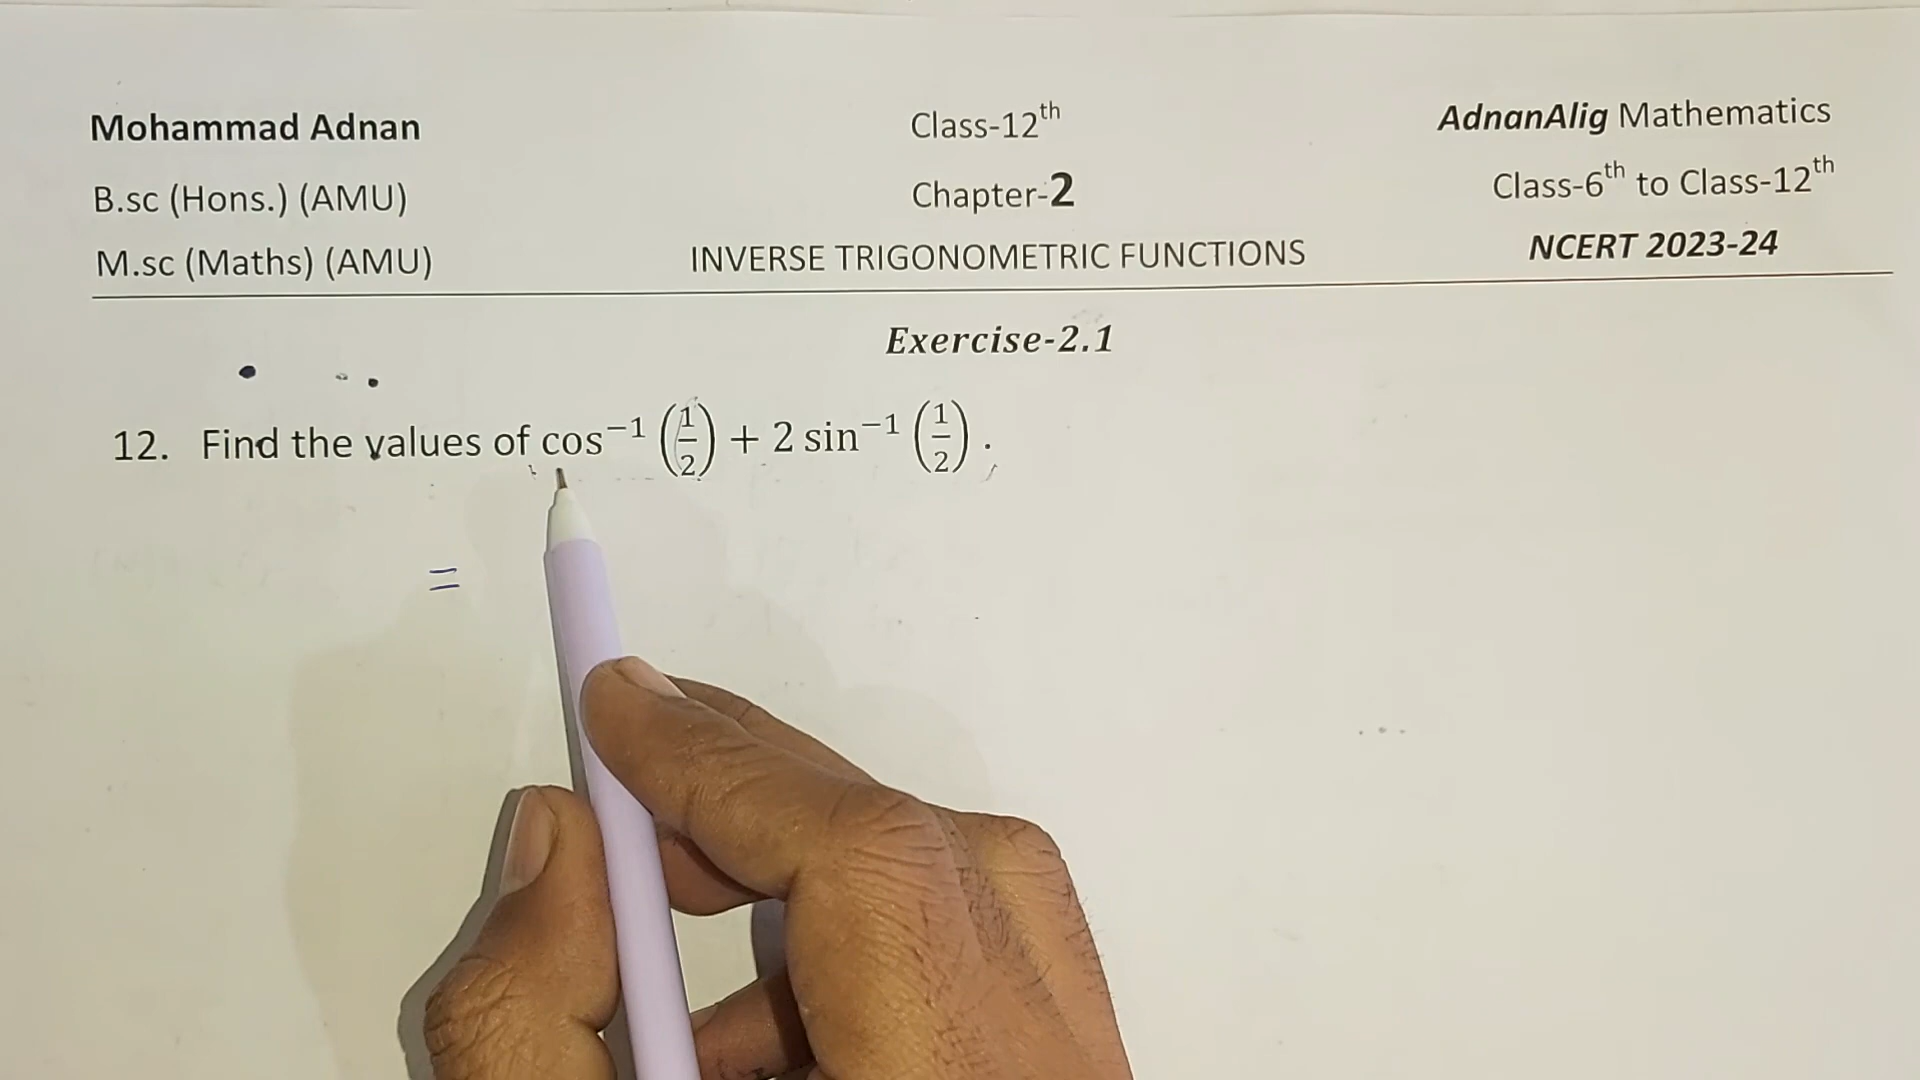 Mohammad Adnan
B.sc (Hons.) (AMU)
M.sc (Maths) (AMU)
Class-12th
Chapter-2
INVERSE TRIGONOMETRIC FUNCTIONS
AdnanAlig Mathematics
Class-6th to Class-12th
NCERT 2023-24
Exercise-2.1
12. Find the values of cos⁻¹ (1/2) + 2 sin⁻¹ (1/2) .
=